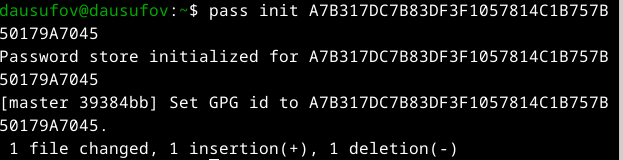 dausufov@dausufov:~$ pass init A7B317DC7B83DF3F1057814C1B757B
50179A7045
Password store initialized for A7B317DC7B83DF3F1057814C1B757B
50179A7045
[master 39384bb] Set GPG id to A7B317DC7B83DF3F1057814C1B757B
50179A7045.
 1 file changed, 1 insertion(+), 1 deletion(-)